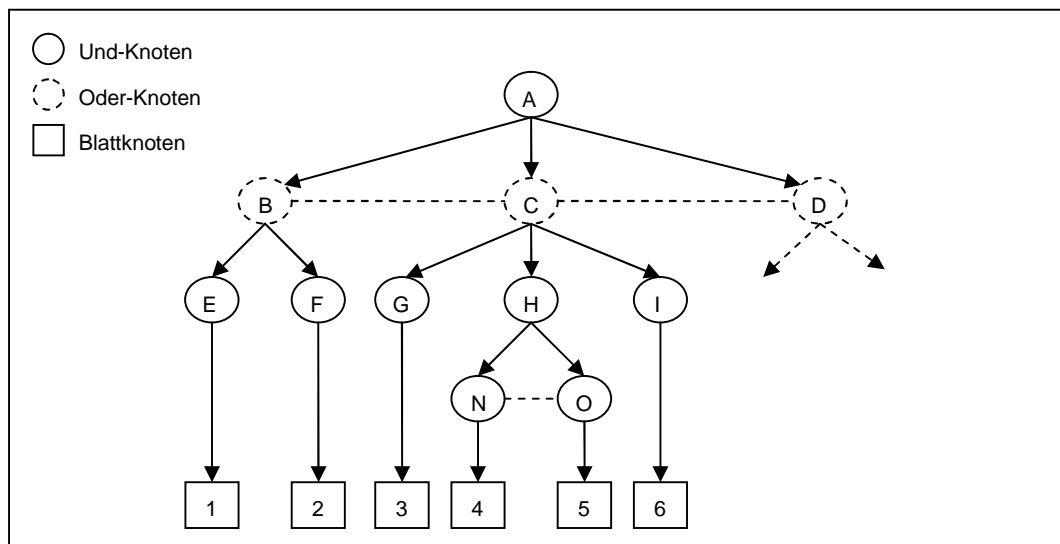 Und-Knoten
Oder-Knoten
Blattknoten
A
B C D
E F G H I
N O
1 2 3 4 5 6